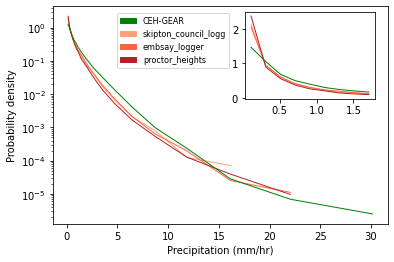 CEH-GEAR
skipton_council_logg
embsay_logger
proctor_heights
2
1
0
0.5 1.0 1.5
10⁰
10⁻¹
10⁻²
10⁻³
10⁻⁴
10⁻⁵
Probability density
0 5 10 15 20 25 30
Precipitation (mm/hr)